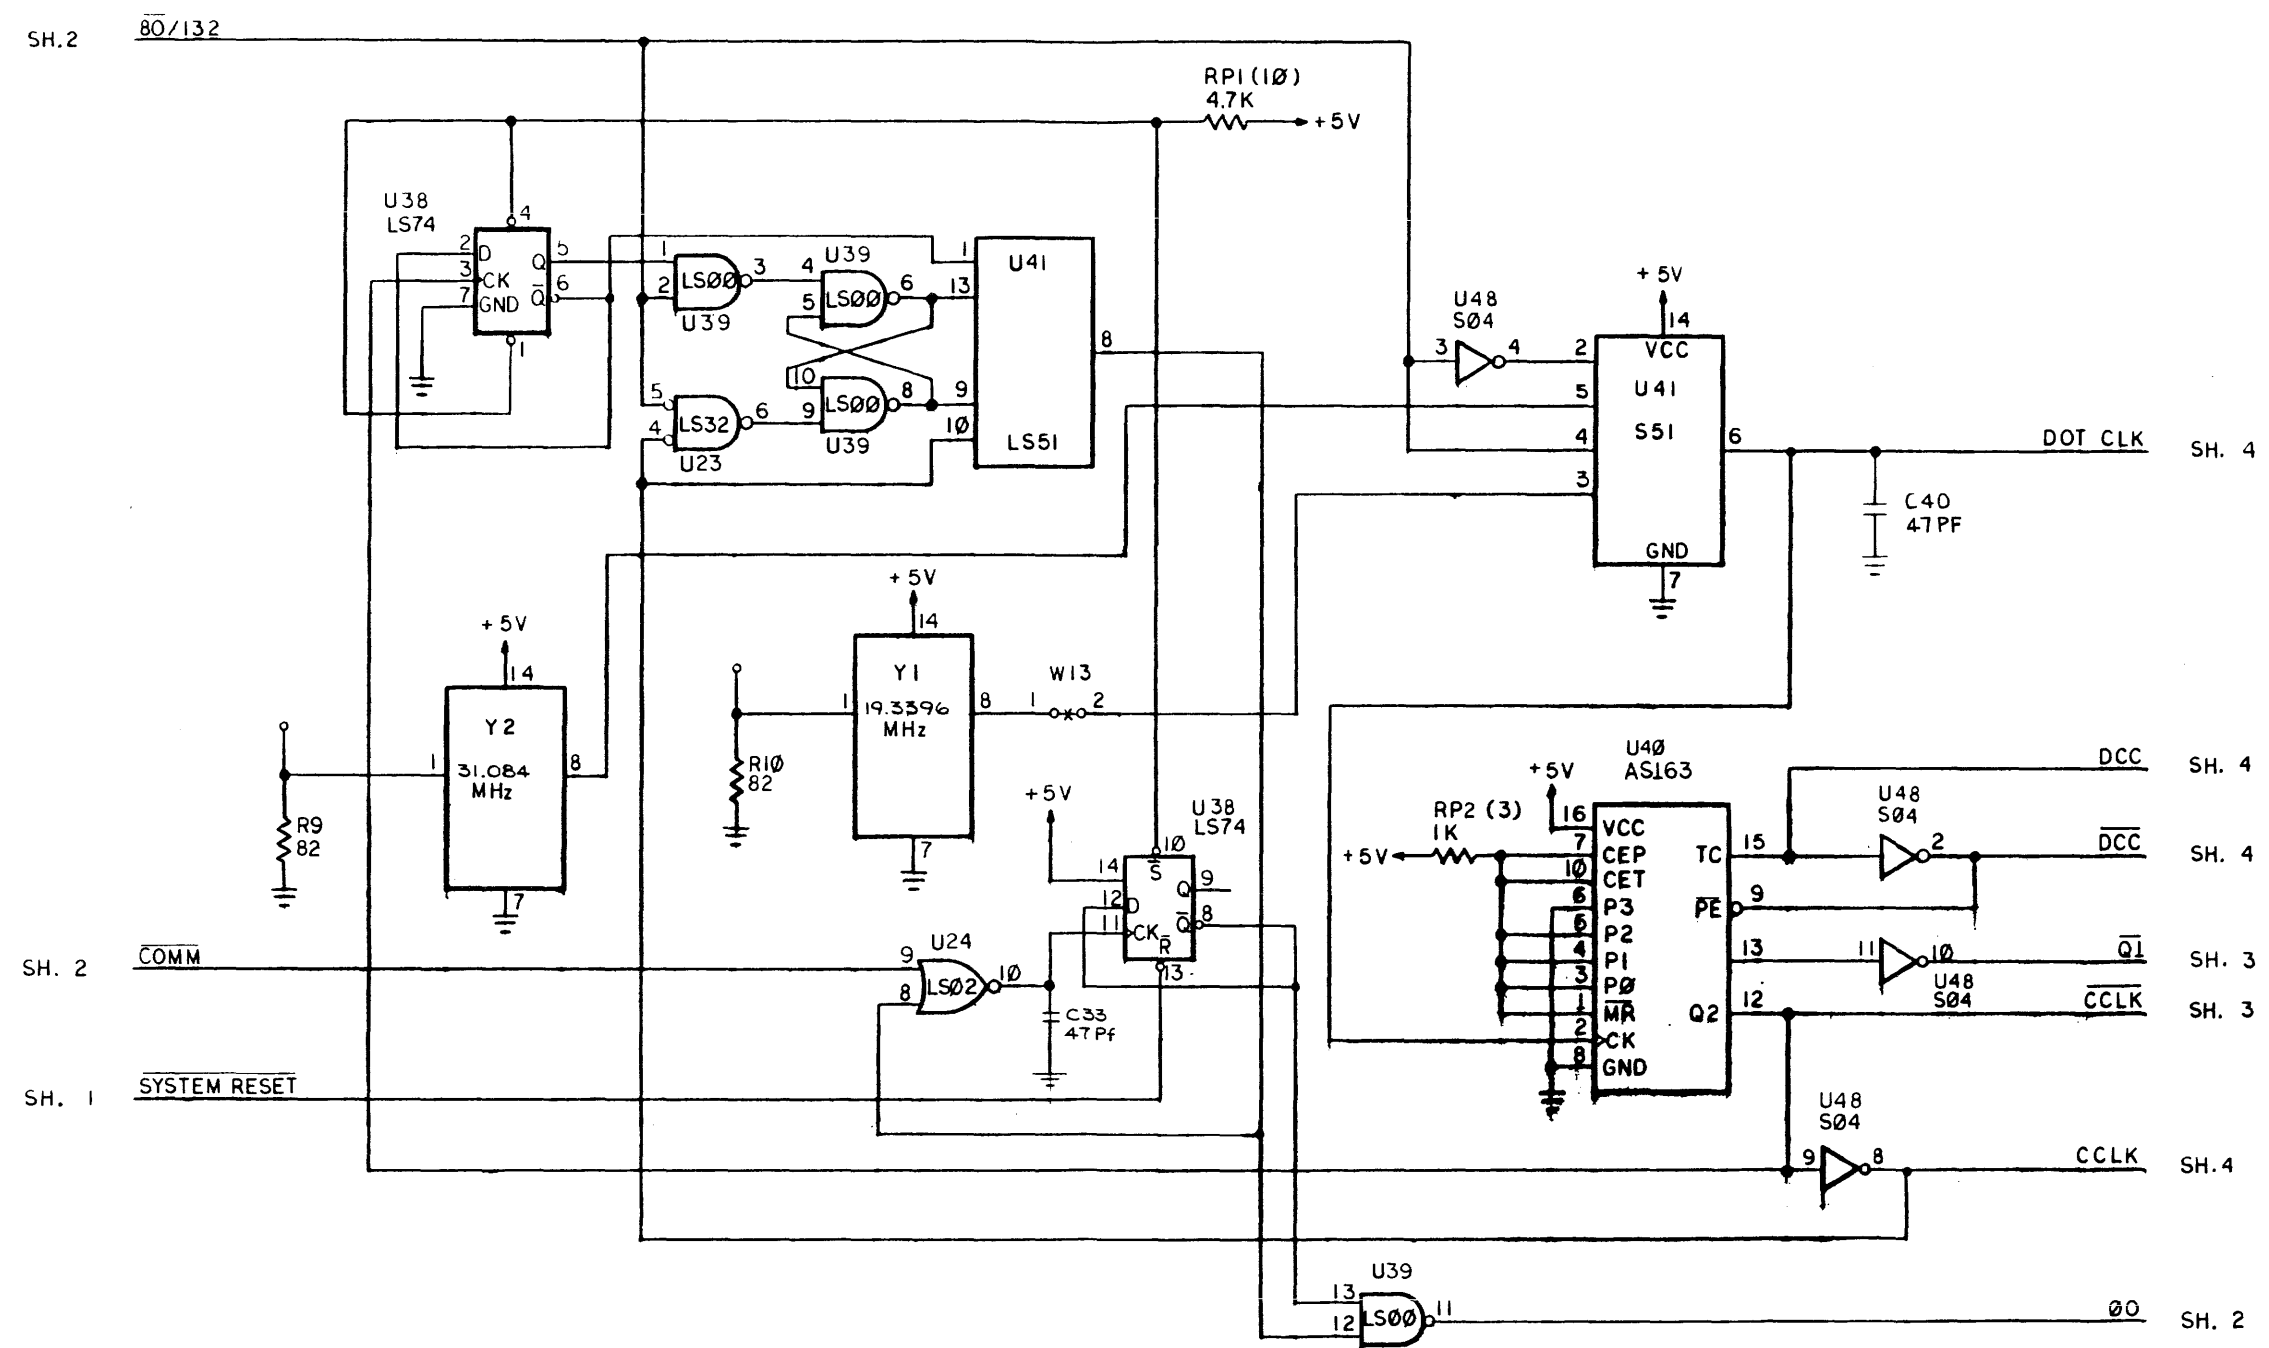 SH.2
80/132
RP1(10)
4.7K
+5V
U38
LS74
4
2
D
Q
5
3
CK
7
GND
Q
6
1
1
2
LS00
3
U39
U39
4
5
LS00
6
10
9
LS00
8
U39
5
4
LS32
6
U23
1
13
9
10
U41
LS51
8
U48
S04
3
4
+5V
14
2
5
4
3
VCC
U41
S51
GND
7
6
DOT CLK
SH. 4
C40
47PF
+5V
14
1
Y2
31.084
MHz
8
7
R9
82
+5V
14
1
Y1
19.3396
MHz
8
7
R10
82
W13
1
x
2
+5V
U38
LS74
10
14
S
12
D
Q
9
11
CK
Q
8
R
13
SH. 2
COMM
U24
9
8
LS02
10
C33
47Pf
SH. 1
SYSTEM RESET
U40
AS163
+5V
RP2 (3)
1K
+5V
16
VCC
7
CEP
10
CET
6
P3
5
P2
4
P1
3
P0
1
MR
2
CK
8
GND
TC
15
PE
9
13
Q2
12
DCC
SH. 4
U48
S04
2
DCC
SH. 4
11
10
U48
S04
Q1
SH. 3
CCLK
SH. 3
U48
S04
9
8
CCLK
SH.4
U39
13
12
LS00
11
00
SH. 2